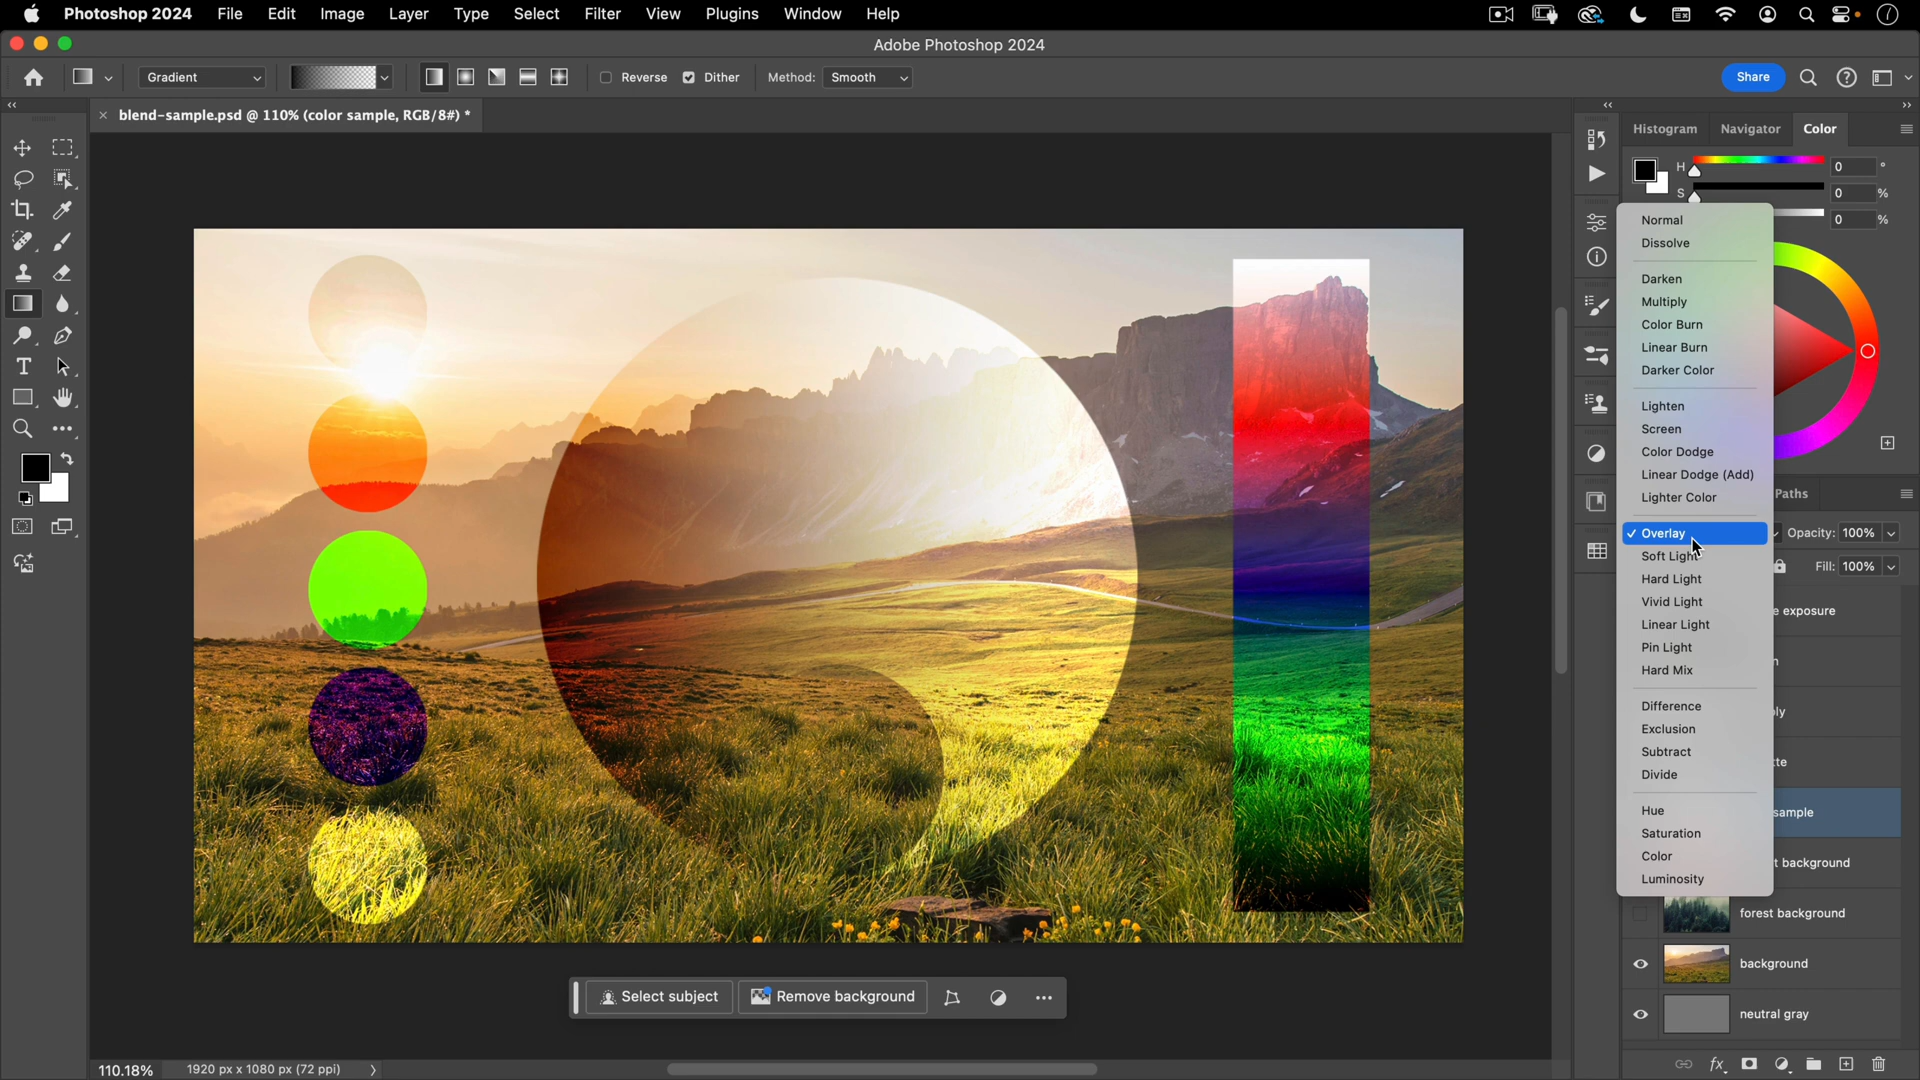 Photoshop 2024 File Edit Image Layer Type Select Filter View Plugins Window Help
Adobe Photoshop 2024
Gradient Reverse Dither Method: Smooth Share
blend-sample.psd @ 110% (color sample, RGB/8#) *
Histogram Navigator Color
H 0 °
S 0 %
0 %
Normal
Dissolve
Darken
Multiply
Color Burn
Linear Burn
Darker Color
Lighten
Screen
Color Dodge
Linear Dodge (Add)
Lighter Color
Paths
Overlay
Opacity: 100%
Soft Light
Fill: 100%
Hard Light
Vivid Light
e exposure
Linear Light
Pin Light
n
Hard Mix
Difference
ply
Exclusion
Subtract
tte
Divide
Hue
sample
Saturation
Color
t background
Luminosity
forest background
background
neutral gray
Select subject Remove background
110.18% 1920 px x 1080 px (72 ppi)
fx